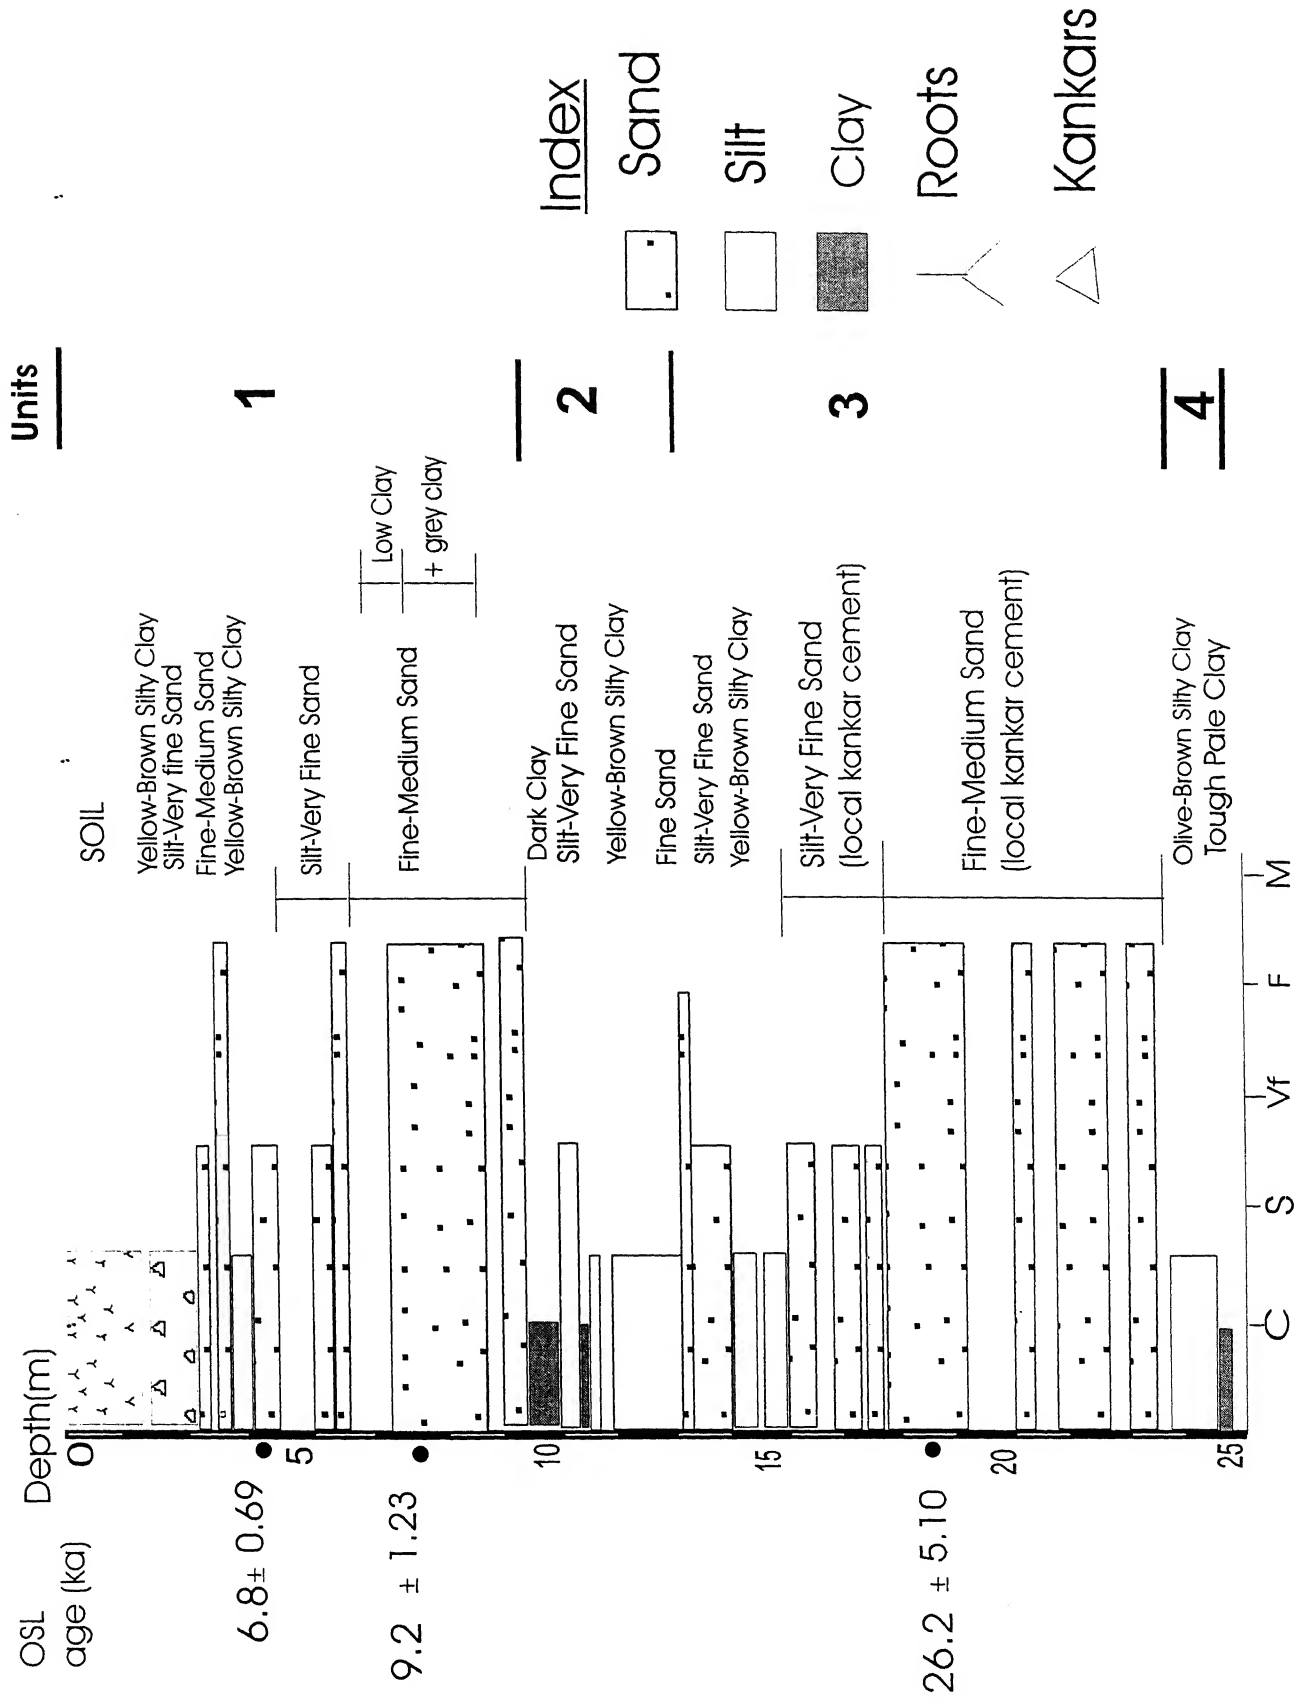 OSL
age (ka)
Depth(m)
Units
0
5
10
15
20
25
6.8± 0.69
9.2 ± 1.23
26.2 ± 5.10
SOIL
Yellow-Brown Silty Clay
Silt-Very fine Sand
Fine-Medium Sand
Yellow-Brown Silty Clay
Silt-Very Fine Sand
Fine-Medium Sand
Low Clay
+ grey clay
Dark Clay
Silt-Very Fine Sand
Yellow-Brown Silty Clay
Fine Sand
Silt-Very Fine Sand
Yellow-Brown Silty Clay
Silt-Very Fine Sand
(local kankar cement)
Fine-Medium Sand
(local kankar cement)
Olive-Brown Silty Clay
Tough Pale Clay
1
2
3
4
C
S
Vf
F
M
Index
Sand
Silt
Clay
Roots
Kankars